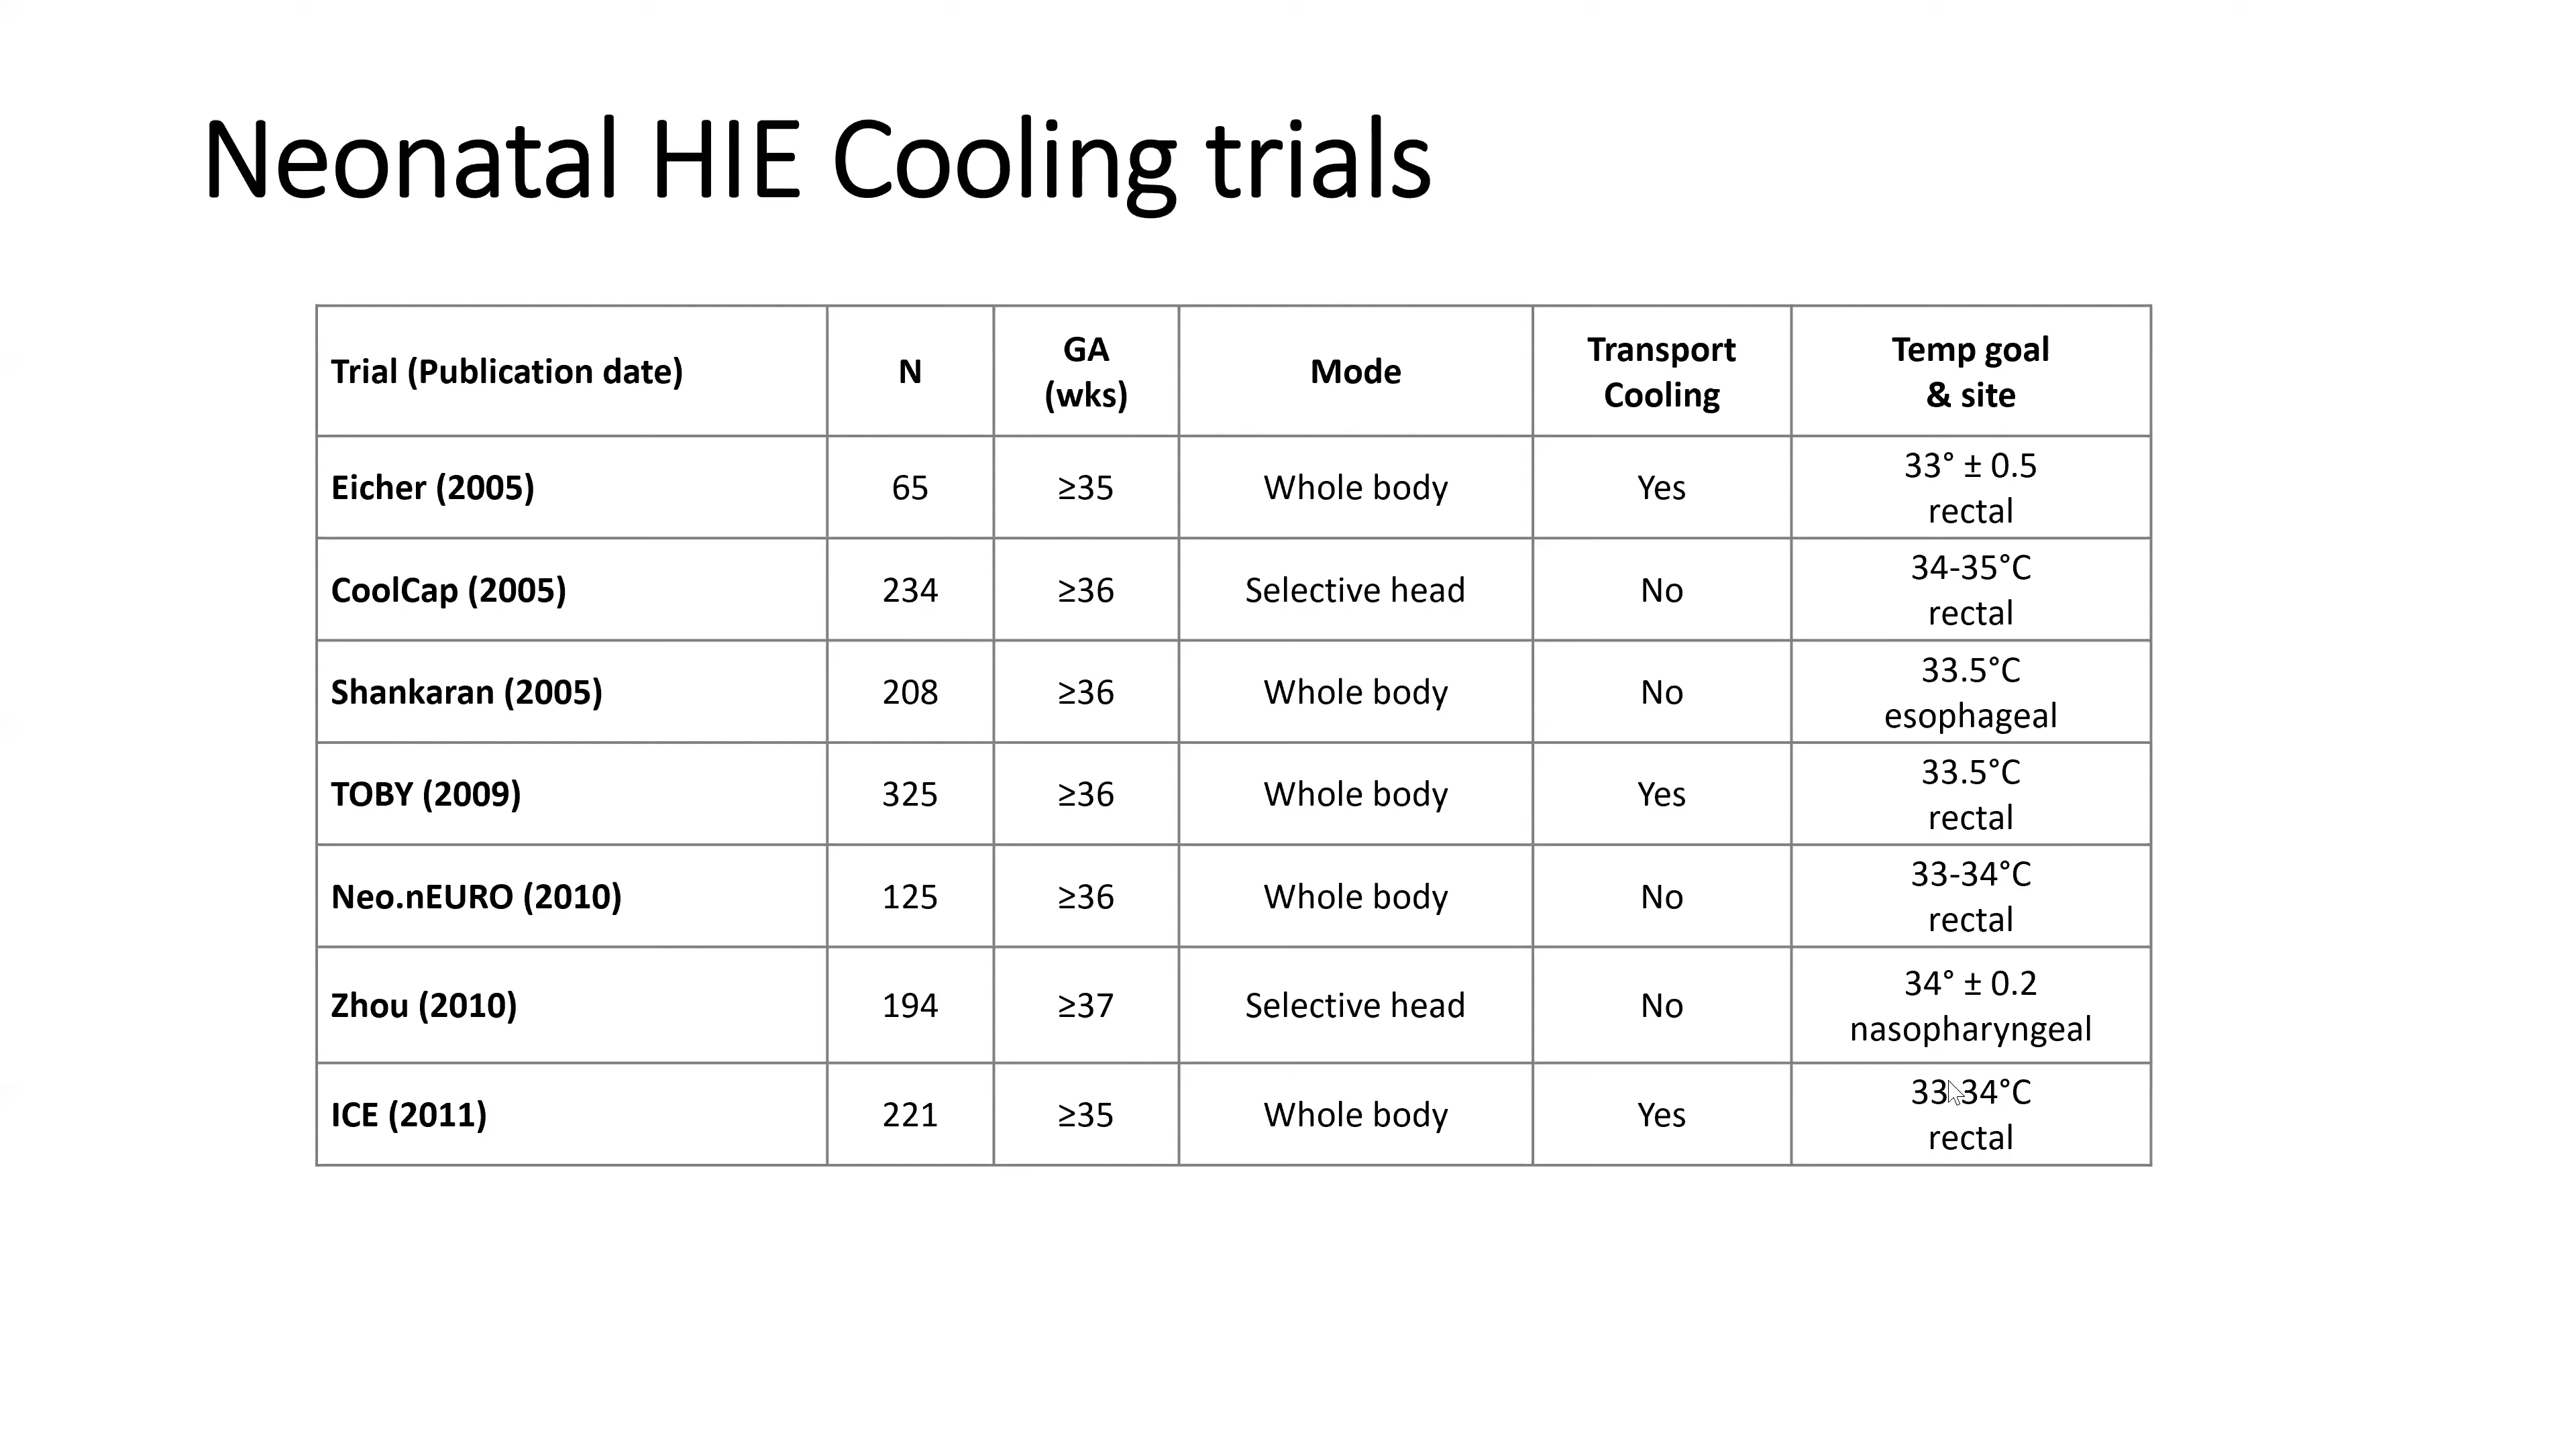 Neonatal HIE Cooling trials
Trial (Publication date) N GA (wks) Mode Transport Cooling Temp goal & site
Eicher (2005) 65 ≥35 Whole body Yes 33° ± 0.5 rectal
CoolCap (2005) 234 ≥36 Selective head No 34-35°C rectal
Shankaran (2005) 208 ≥36 Whole body No 33.5°C esophageal
TOBY (2009) 325 ≥36 Whole body Yes 33.5°C rectal
Neo.nEURO (2010) 125 ≥36 Whole body No 33-34°C rectal
Zhou (2010) 194 ≥37 Selective head No 34° ± 0.2 nasopharyngeal
ICE (2011) 221 ≥35 Whole body Yes 33-34°C rectal